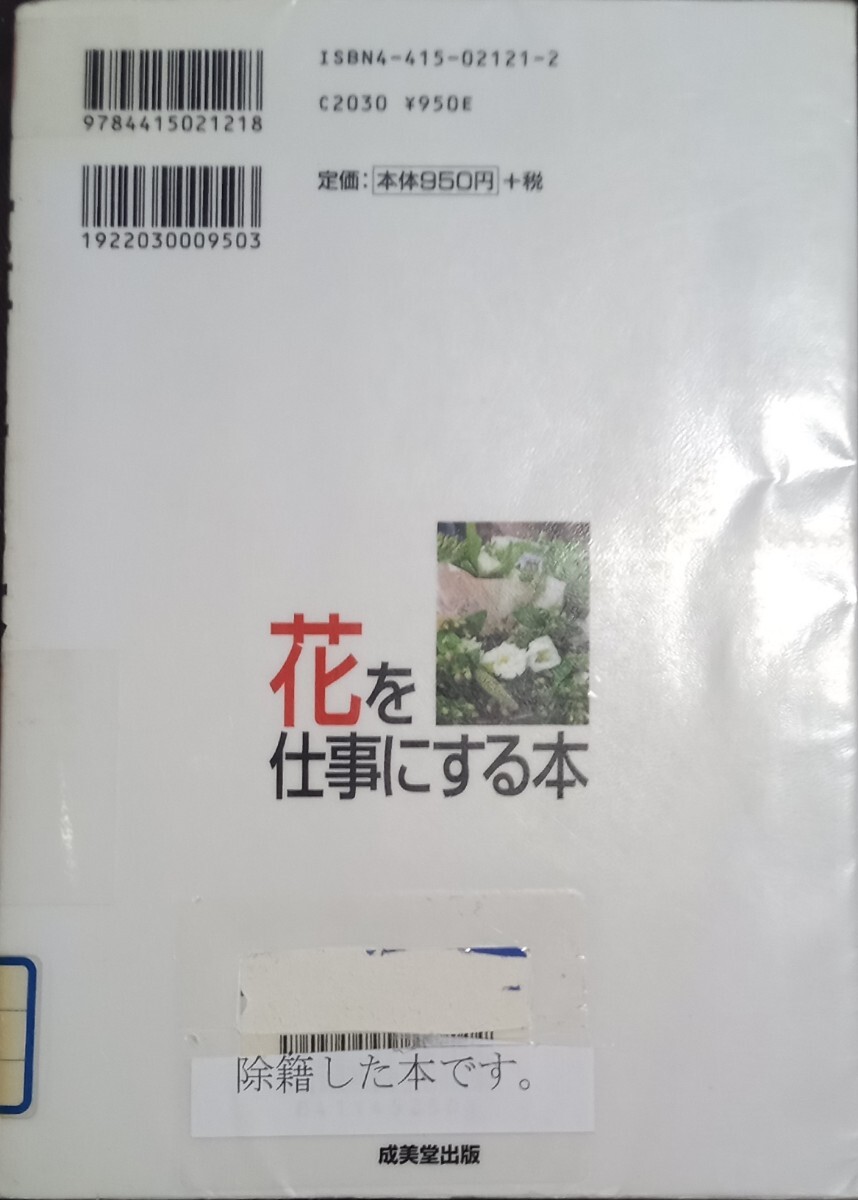 ISBN4-415-02121-2
C2030 ¥950E
9784415021218
定価：本体950円＋税
1922030009503
花を
仕事にする本
除籍した本です。
成美堂出版